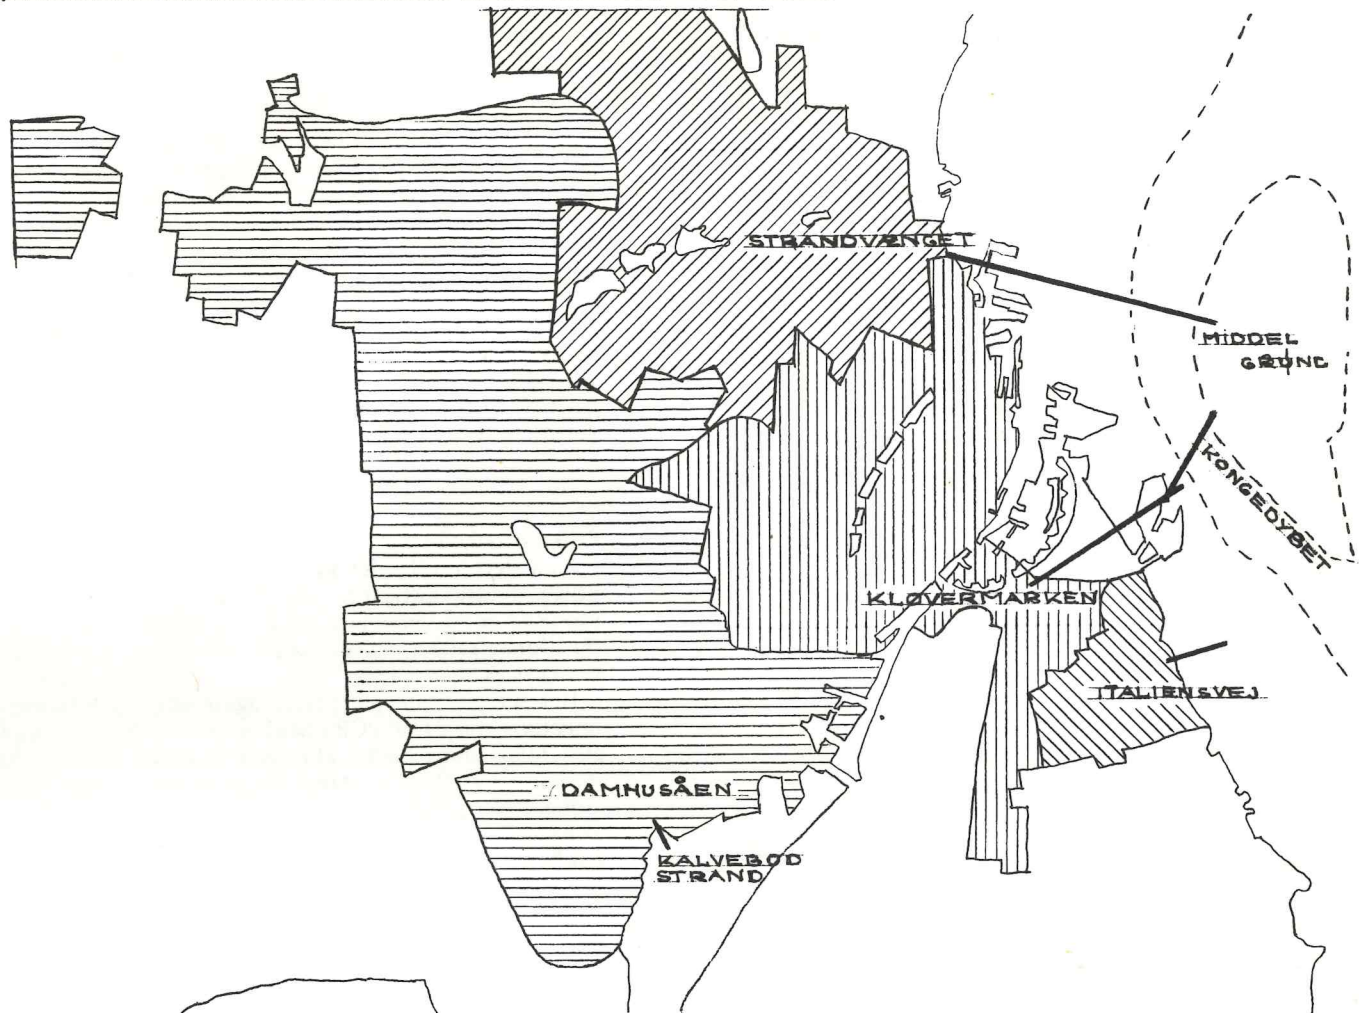 STRANDVÆNGET
MIDDEL
GRUND
KONGEDYBET
KLØVERMARKEN
ITALIENSVEJ
DAMHUSÅEN
KALVEBOD
STRAND